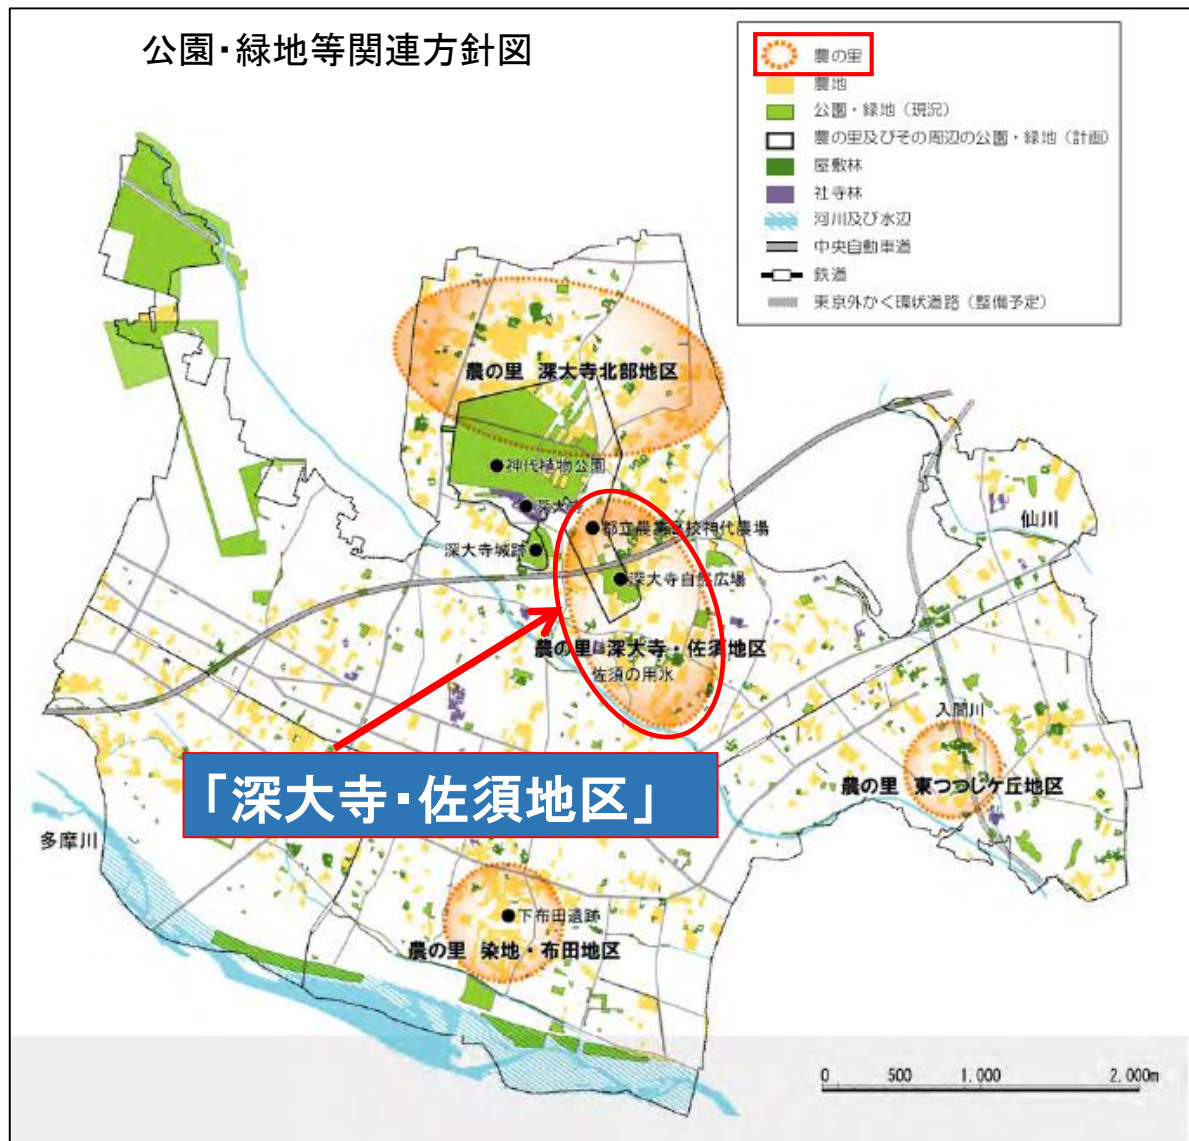 公園・緑地等関連方針図
農の里
農地
公園・緑地（現況）
農の里及びその周辺の公園・緑地（計画）
屋敷林
社寺林
河川及び水辺
中央自動車道
鉄道
東京外かく環状道路（整備予定）
農の里 深大寺北部地区
神代植物公園
深大寺
都立農業高校神代農場
深大寺城跡
深大寺自然広場
仙川
農の里 深大寺・佐須地区
佐須の用水
入間川
「深大寺・佐須地区」
農の里 東つつじケ丘地区
多摩川
下布田遺跡
農の里 染地・布田地区
0 500 1.000 2.000m